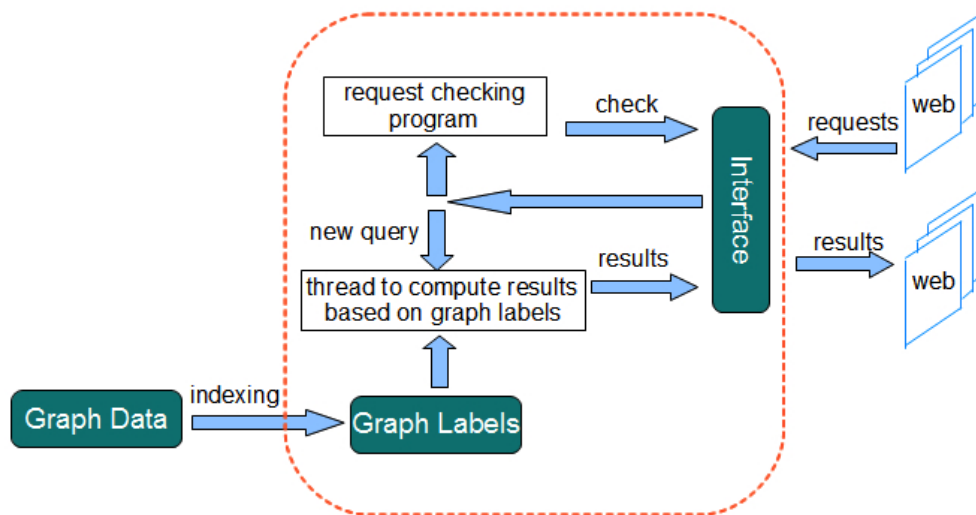 request checking
program
check
requests
web
Interface
new query
results
results
web
thread to compute results
based on graph labels
indexing
Graph Data
Graph Labels